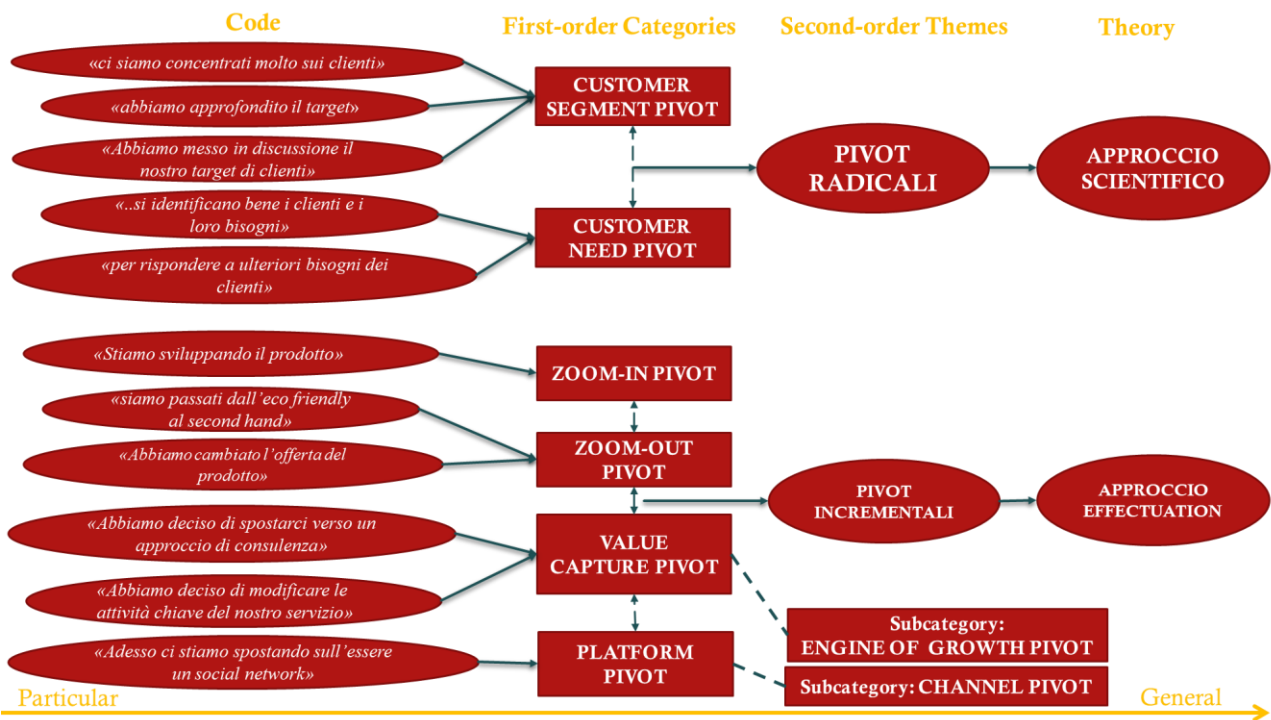 Code
First-order Categories
Second-order Themes
Theory
«ci siamo concentrati molto sui clienti»
«abbiamo approfondito il target»
«Abbiamo messo in discussione il
nostro target di clienti»
«..si identificano bene i clienti e i
loro bisogni»
«per rispondere a ulteriori bisogni dei
clienti»
CUSTOMER
SEGMENT PIVOT
CUSTOMER
NEED PIVOT
PIVOT
RADICALI
APPROCCIO
SCIENTIFICO
«Stiamo sviluppando il prodotto»
«siamo passati dall'eco friendly
al second hand»
«Abbiamo cambiato l'offerta del
prodotto»
«Abbiamo deciso di spostarci verso un
approccio di consulenza»
«Abbiamo deciso di modificare le
attività chiave del nostro servizio»
«Adesso ci stiamo spostando sull'essere
un social network»
ZOOM-IN PIVOT
ZOOM-OUT
PIVOT
VALUE
CAPTURE PIVOT
PLATFORM
PIVOT
PIVOT
INCREMENTALI
APPROCCIO
EFFECTUATION
Subcategory:
ENGINE OF GROWTH PIVOT
Subcategory: CHANNEL PIVOT
Particular
General